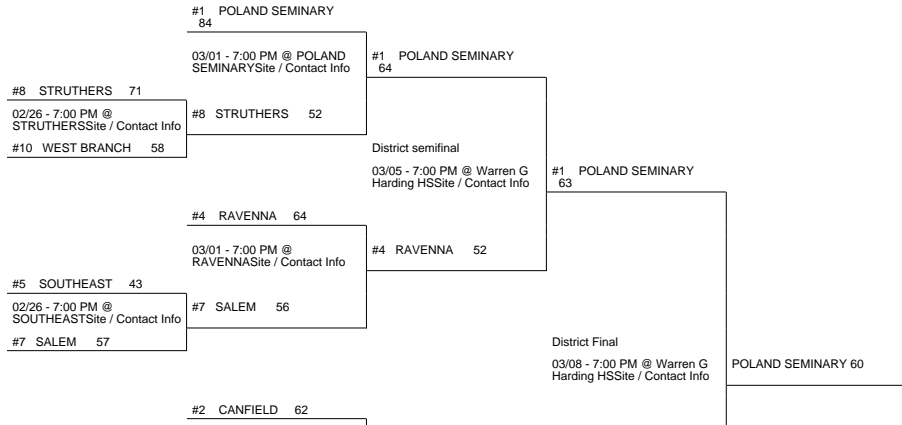 #1 POLAND SEMINARY
84
03/01 - 7:00 PM @ POLAND
SEMINARYSite / Contact Info
#1 POLAND SEMINARY
64
#8 STRUTHERS 71
02/26 - 7:00 PM @
STRUTHERSSite / Contact Info
#8 STRUTHERS 52
#10 WEST BRANCH 58
District semifinal
03/05 - 7:00 PM @ Warren G
Harding HSSite / Contact Info
#1 POLAND SEMINARY
63
#4 RAVENNA 64
03/01 - 7:00 PM @
RAVENNASite / Contact Info
#4 RAVENNA 52
#5 SOUTHEAST 43
02/26 - 7:00 PM @
SOUTHEASTSite / Contact Info
#7 SALEM 56
#7 SALEM 57
District Final
03/08 - 7:00 PM @ Warren G
Harding HSSite / Contact Info
POLAND SEMINARY 60
#2 CANFIELD 62